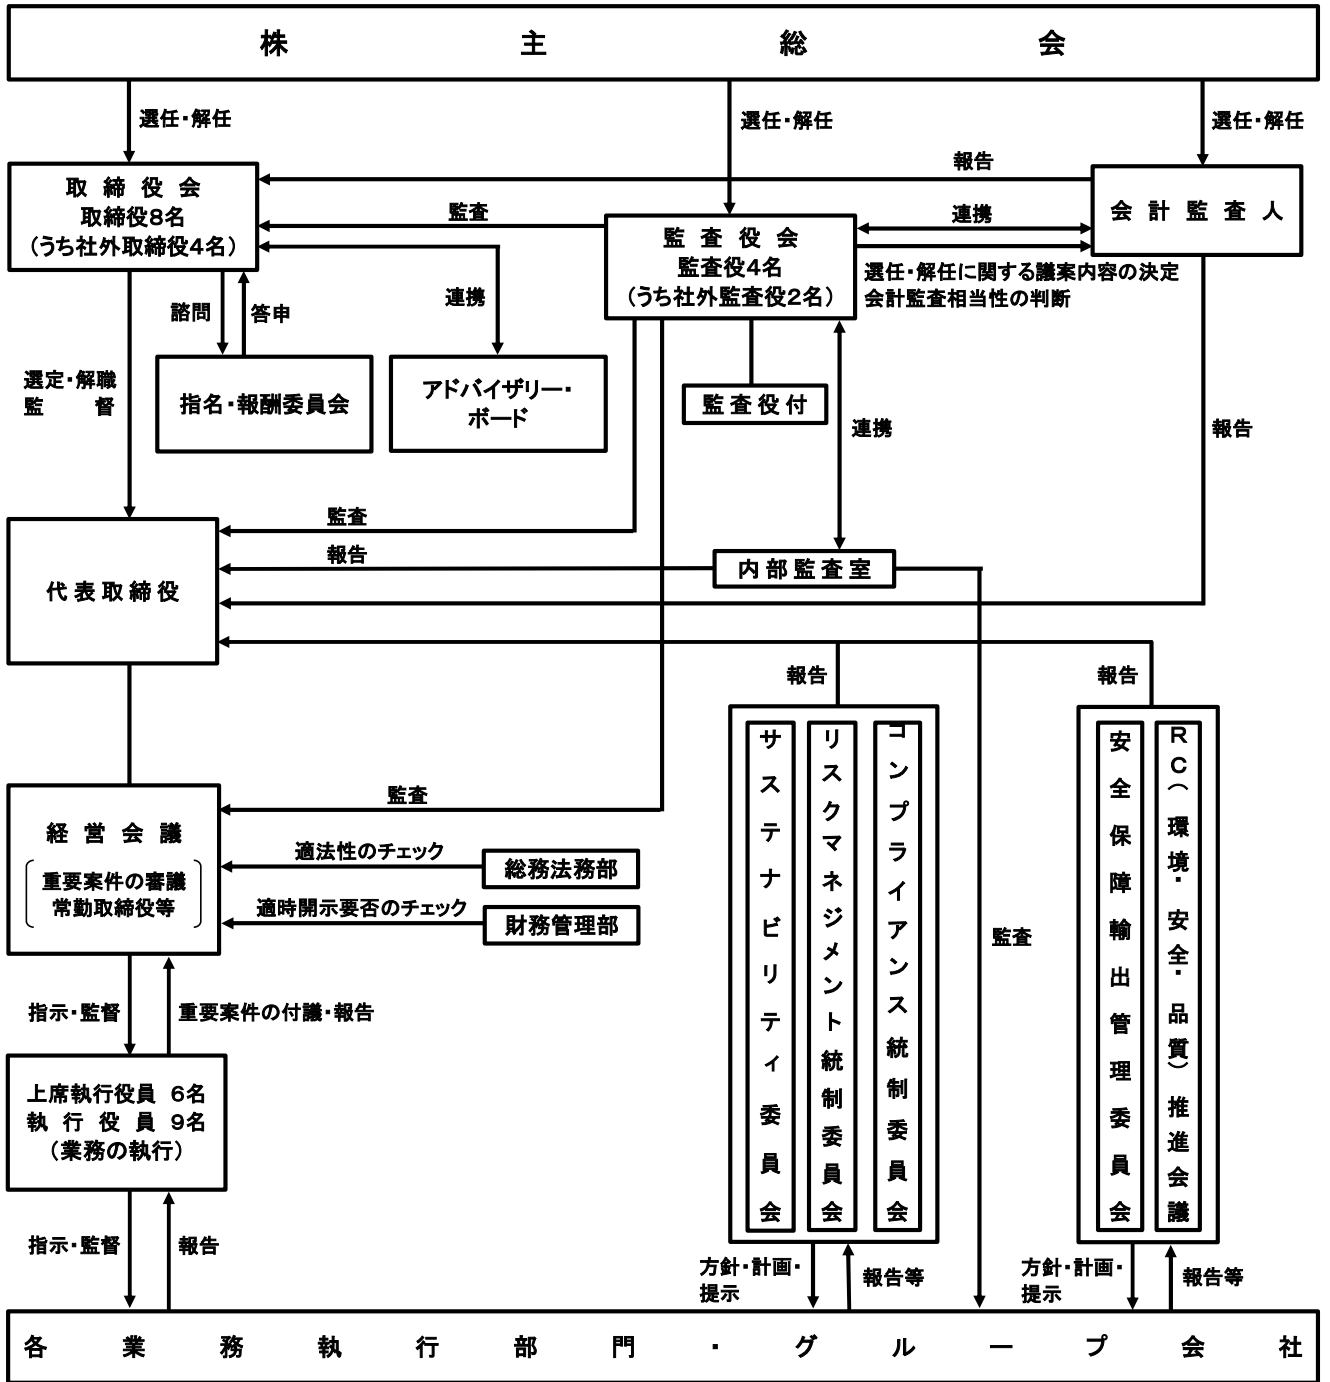 株主総会
選任・解任
選任・解任
選任・解任
取締役会
取締役8名
(うち社外取締役4名)
報告
会計監査人
監査
監査役会
監査役4名
(うち社外監査役2名)
連携
選任・解任に関する議案内容の決定
会計監査相当性の判断
諮問
答申
連携
選定・解職
監督
指名・報酬委員会
アドバイザリー・
ボード
監査役付
連携
報告
監査
報告
内部監査室
代表取締役
報告
報告
サステナビリティ委員会
リスクマネジメント統制委員会
コンプライアンス統制委員会
安全保障輸出管理委員会
RC(環境・安全・品質)推進会議
監査
経営会議
重要案件の審議
常勤取締役等
適法性のチェック
総務法務部
適時開示要否のチェック
財務管理部
監査
指示・監督
重要案件の付議・報告
上席執行役員 6名
執行役員 9名
(業務の執行)
指示・監督
報告
方針・計画・
提示
報告等
方針・計画・
提示
報告等
各業務執行部門・グループ会社